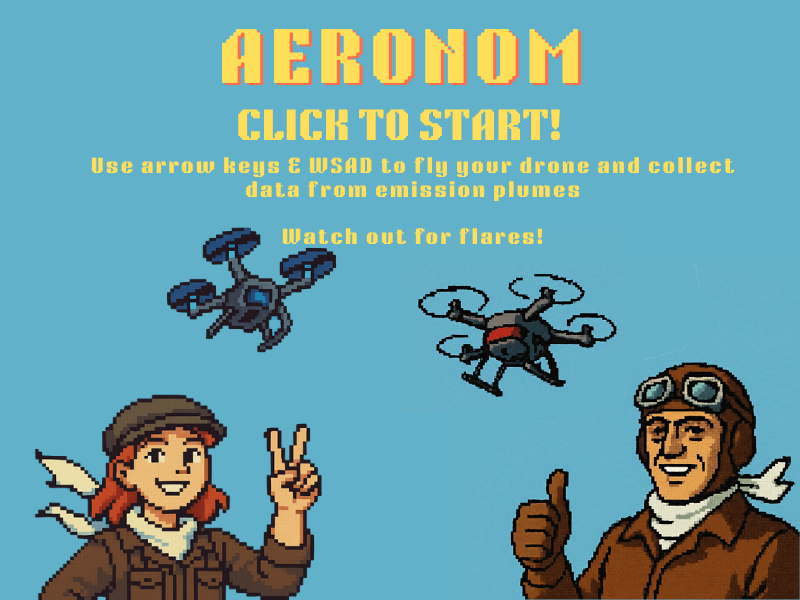 AERONOM
CLICK TO START!
Use arrow keys & WSAD to fly your drone and collect
data from emission plumes
Watch out for flares!